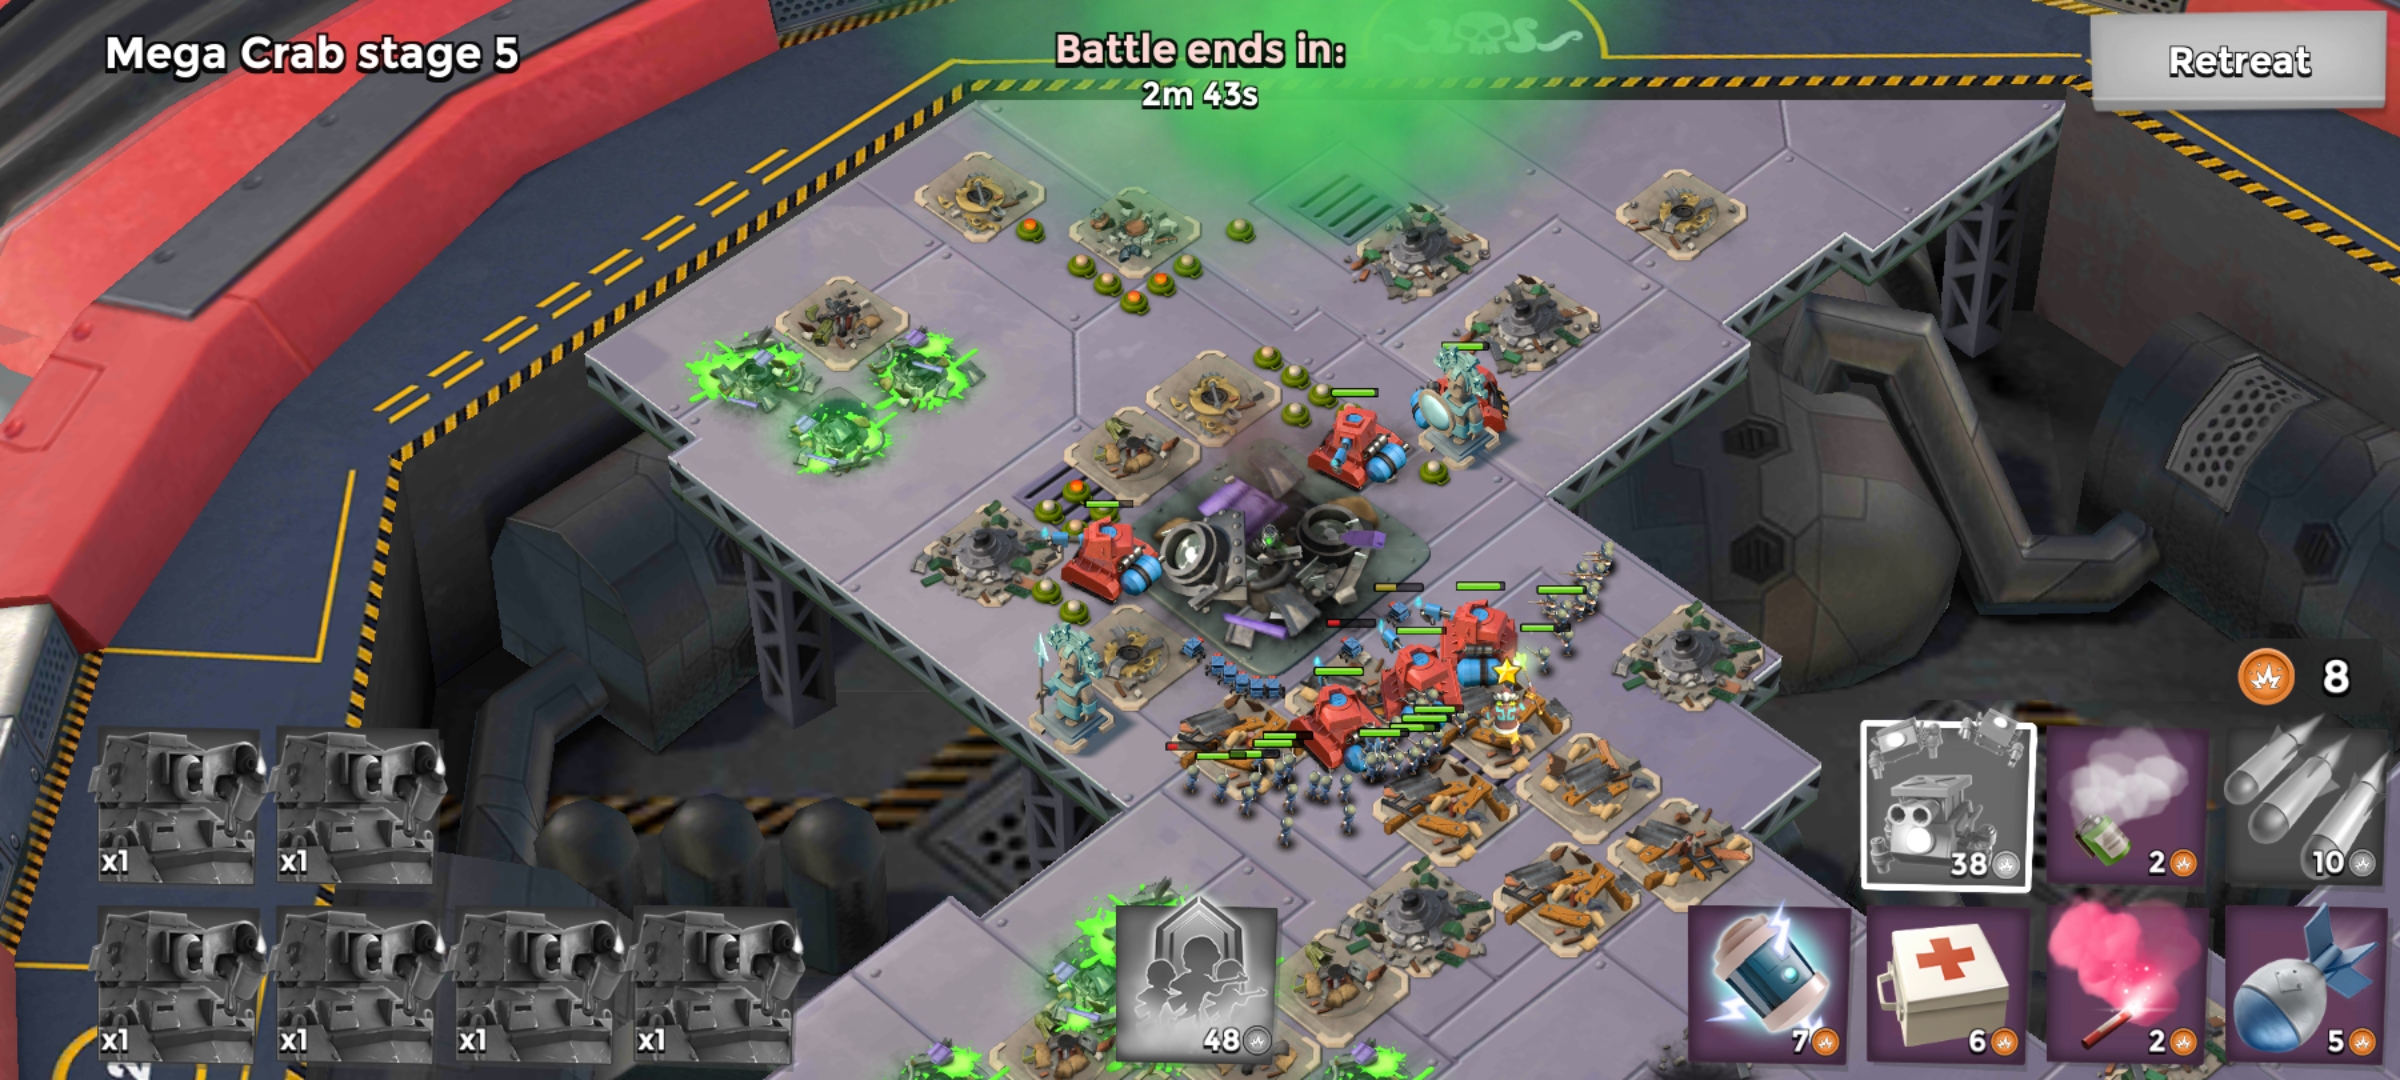 Mega Crab stage 5
Battle ends in:
2m 43s
Retreat
8
x1
x1
38
2
10
x1
x1
x1
x1
48
7
6
2
5